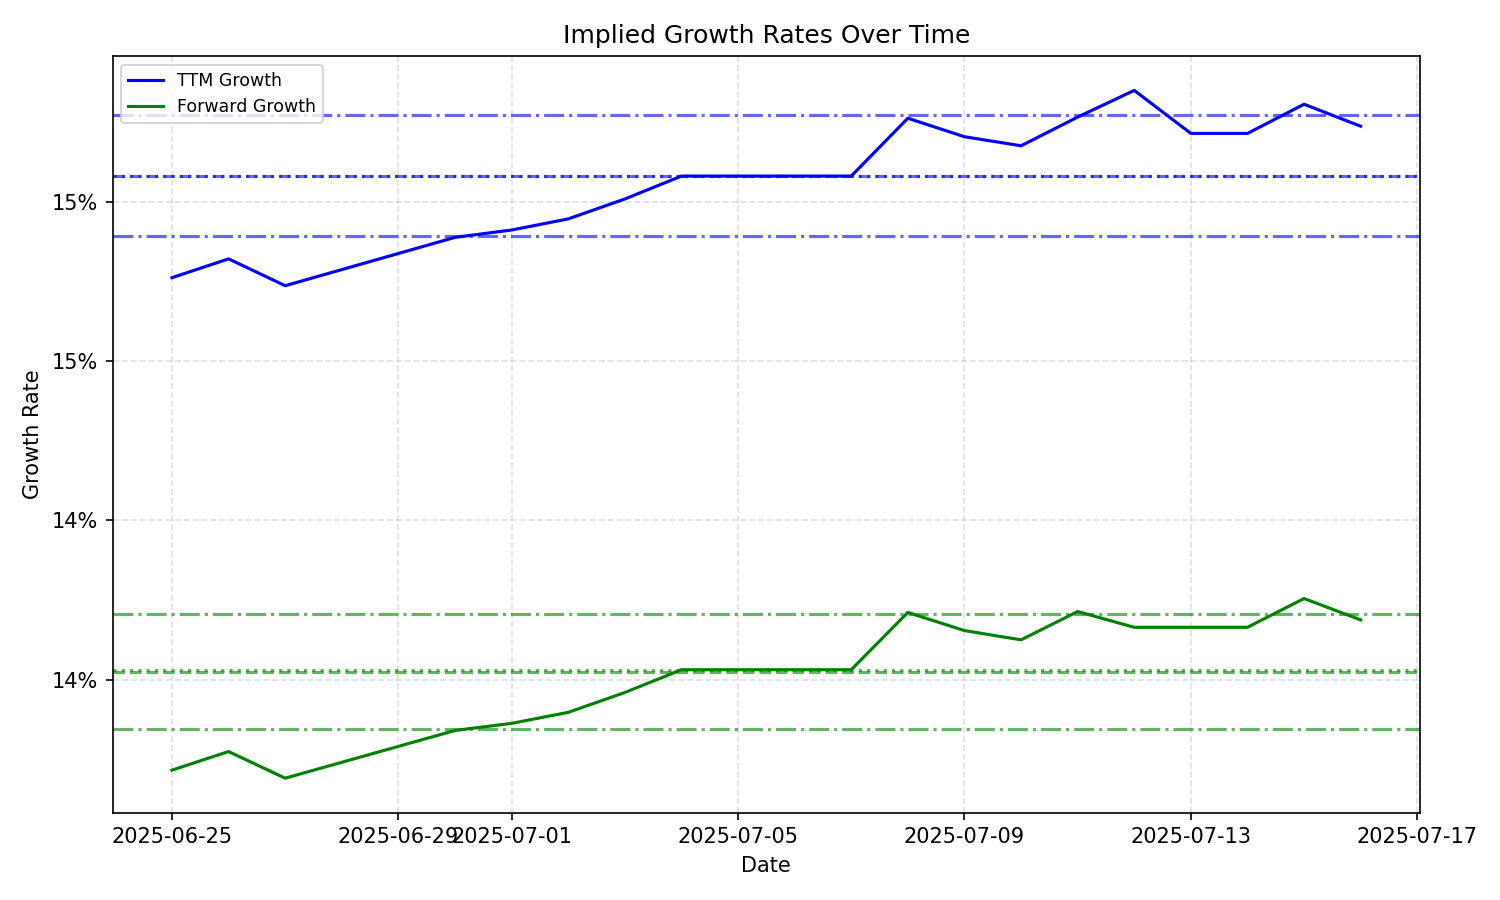 Implied Growth Rates Over Time
TTM Growth
Forward Growth
15%
15%
14%
14%
Growth Rate
2025-06-25
2025-06-29
2025-07-01
2025-07-05
2025-07-09
2025-07-13
2025-07-17
Date